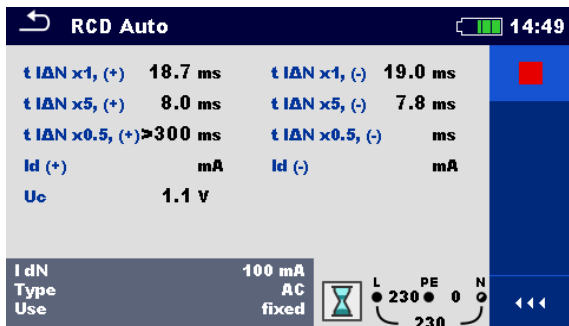 RCD Auto 14:49
t IΔN x1, (+) 18.7 ms t IΔN x1, (-) 19.0 ms
t IΔN x5, (+) 8.0 ms t IΔN x5, (-) 7.8 ms
t IΔN x0.5, (+) >300 ms t IΔN x0.5, (-) ms
Id (+) mA Id (-) mA
Uc 1.1 V
I dN 100 mA
Type AC
Use fixed
L PE N
230 0
230